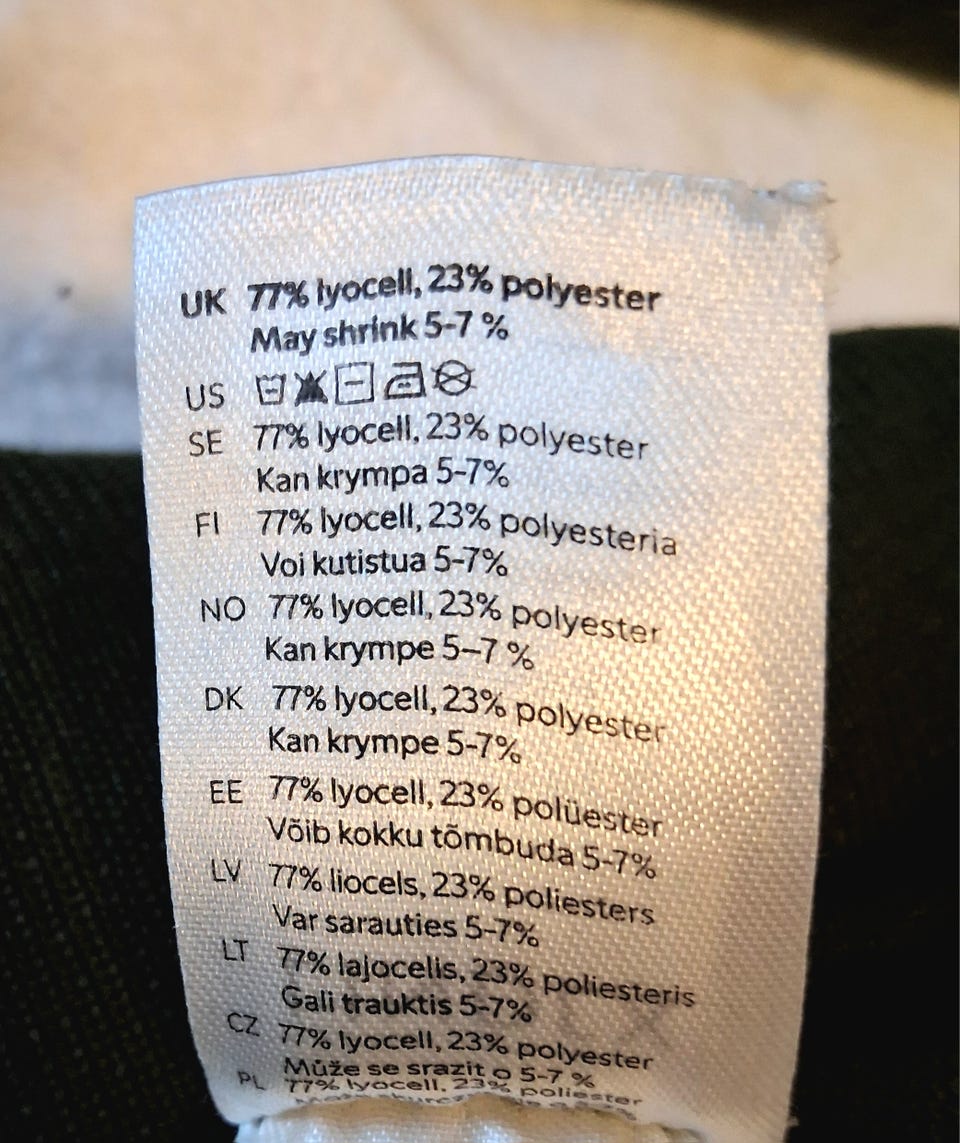 UK 77% lyocell, 23% polyester
May shrink 5-7 %
US
SE 77% lyocell, 23% polyester
Kan krympa 5-7%
FI 77% lyocell, 23% polyesteria
Voi kutistua 5-7%
NO 77% lyocell, 23% polyester
Kan krympe 5–7 %
DK 77% lyocell, 23% polyester
Kan krympe 5-7%
EE 77% lyocell, 23% polüester
Võib kokku tõmbuda 5-7%
LV 77% liocels, 23% poliesters
Var sarauties 5-7%
LT 77% lajocelis, 23% poliesteris
Gali trauktis 5-7%
CZ 77% lyocell, 23% polyester
Může se srazit o 5-7 %
PL 77% lyocell, 23% poliester